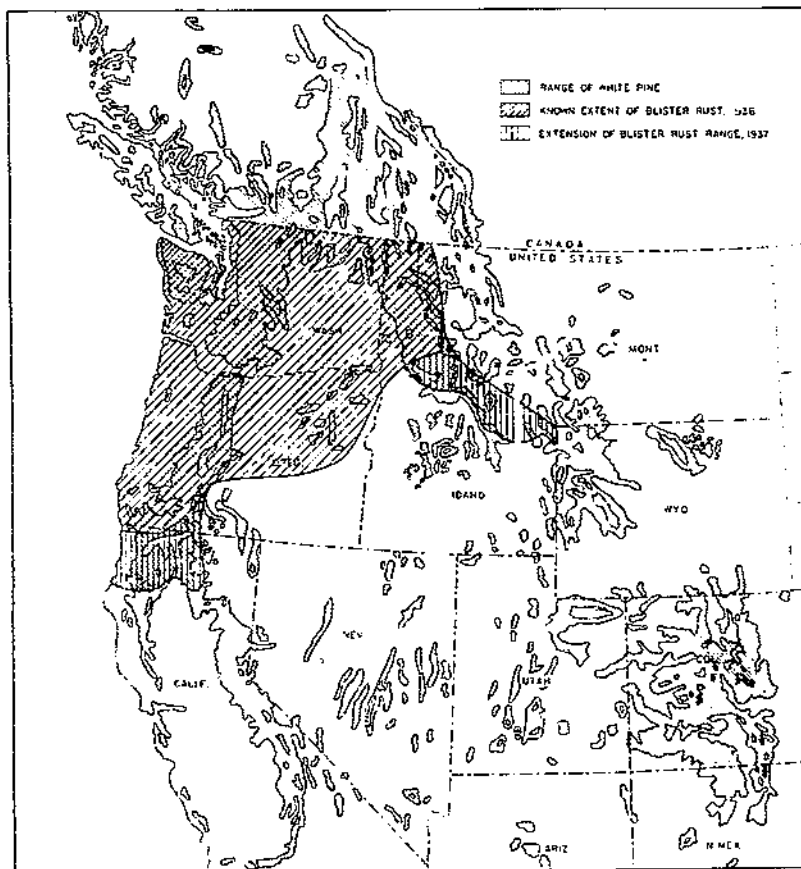 RANGE OF WHITE PINE
KNOWN EXTENT OF BLISTER RUST, 1936
EXTENSION OF BLISTER RUST RANGE, 1937
CANADA
UNITED STATES
WASH
MONT
IDAHO
WYO
NEV
UTAH
CALIF.
ARIZ
N MEX